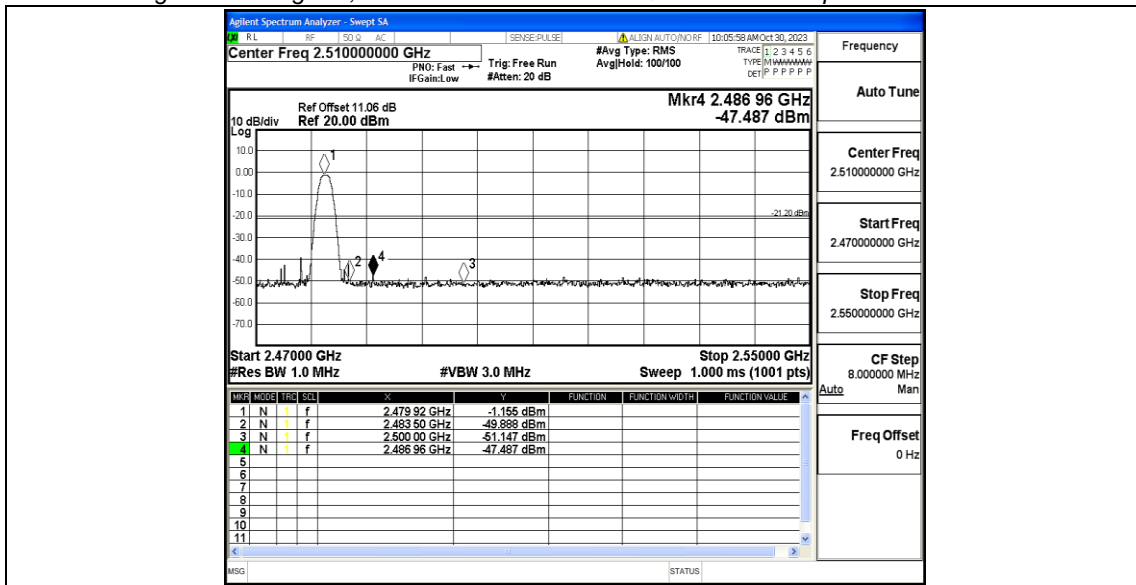 Agilent Spectrum Analyzer - Swept SA
RL RF 50 Ω AC SENSE:PULSE ALIGN AUTO/NO RF 10:05:58 AM Oct 30, 2023
Center Freq 2.510000000 GHz
PNO: Fast
IFGain:Low
Trig: Free Run
#Atten: 20 dB
#Avg Type: RMS
Avg|Hold: 100/100
TRACE 1 2 3 4 5 6
TYPE M
DET P P P P P P
Mkr4 2.486 96 GHz
-47.487 dBm
Ref Offset 11.06 dB
10 dB/div Ref 20.00 dBm
Log
10.0
0.00
-10.0
-20.0
-30.0
-40.0
-50.0
-60.0
-70.0
1
2
4
3
-21.20 dBm
Start 2.47000 GHz Stop 2.55000 GHz
#Res BW 1.0 MHz #VBW 3.0 MHz Sweep 1.000 ms (1001 pts)
MKR MODE TRC SCL X Y FUNCTION FUNCTION WIDTH FUNCTION VALUE
1 N 1 f 2.479 92 GHz -1.155 dBm
2 N 1 f 2.483 50 GHz -49.888 dBm
3 N 1 f 2.500 00 GHz -51.147 dBm
4 N 1 f 2.486 96 GHz -47.487 dBm
5
6
7
8
9
10
11
MSG STATUS
Frequency
Auto Tune
Center Freq
2.510000000 GHz
Start Freq
2.470000000 GHz
Stop Freq
2.550000000 GHz
CF Step
8.000000 MHz
Auto Man
Freq Offset
0 Hz